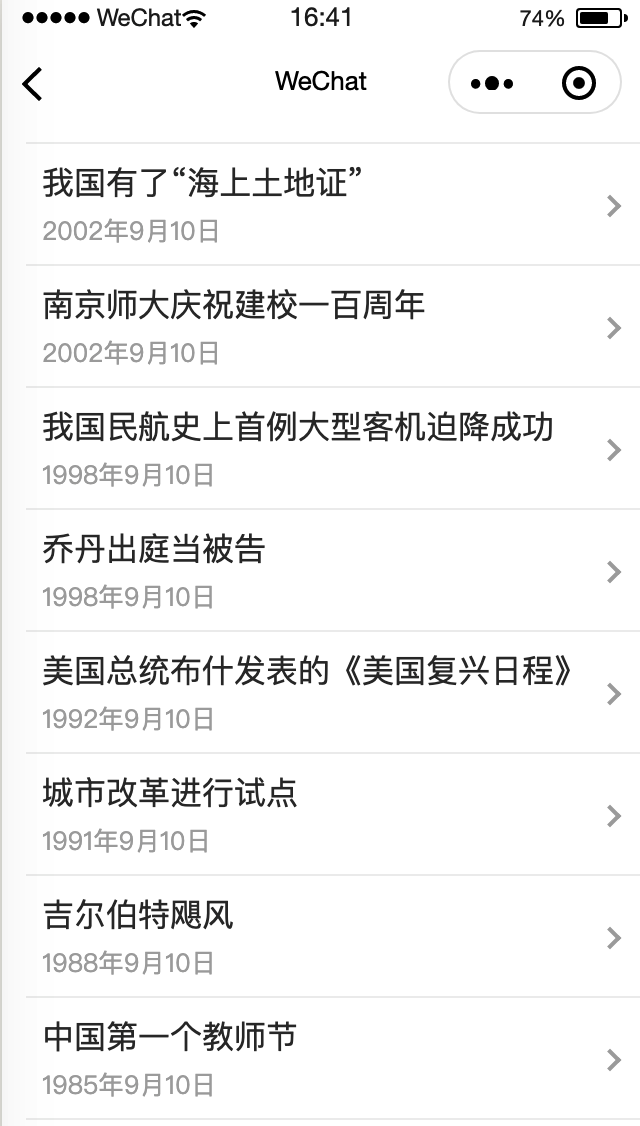 WeChat 16:41 74%
WeChat
我国有了“海上土地证”
2002年9月10日
南京师大庆祝建校一百周年
2002年9月10日
我国民航史上首例大型客机迫降成功
1998年9月10日
乔丹出庭当被告
1998年9月10日
美国总统布什发表的《美国复兴日程》
1992年9月10日
城市改革进行试点
1991年9月10日
吉尔伯特飓风
1988年9月10日
中国第一个教师节
1985年9月10日